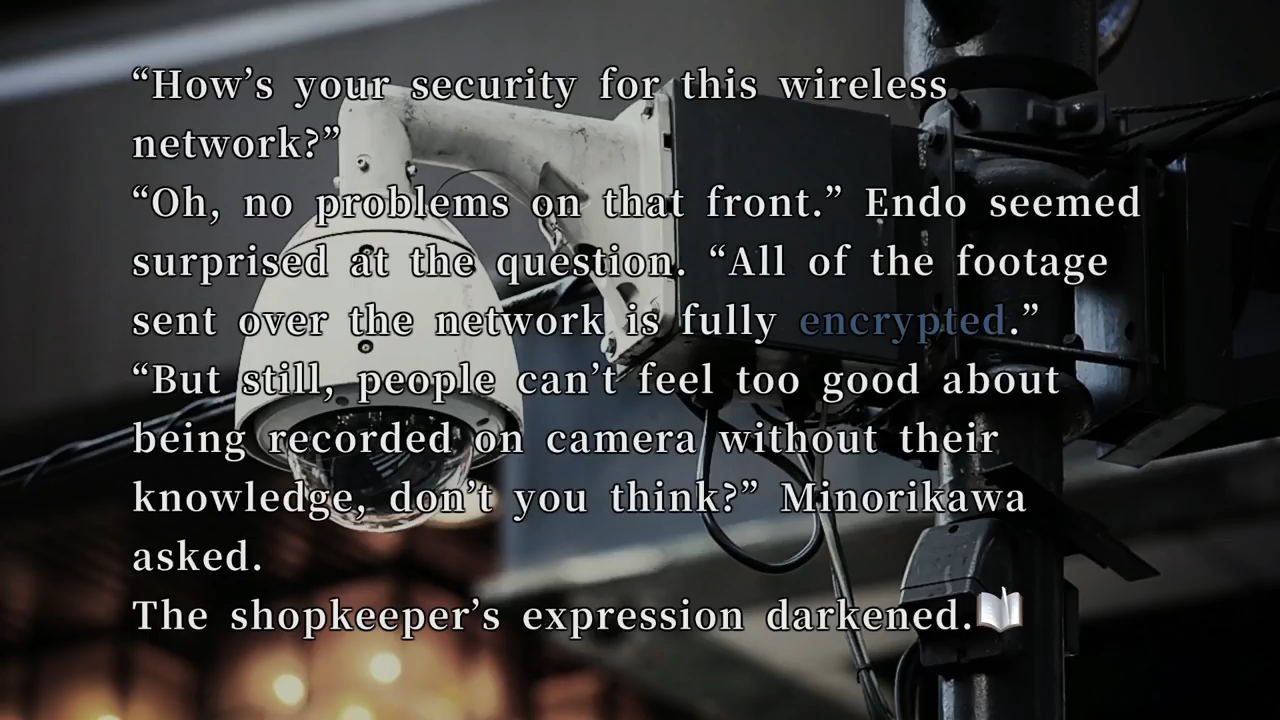 “How’s your security for this wireless
network?”
“Oh, no problems on that front.” Endo seemed
surprised at the question. “All of the footage
sent over the network is fully encrypted.”
“But still, people can’t feel too good about
being recorded on camera without their
knowledge, don’t you think?” Minorikawa
asked.
The shopkeeper’s expression darkened.